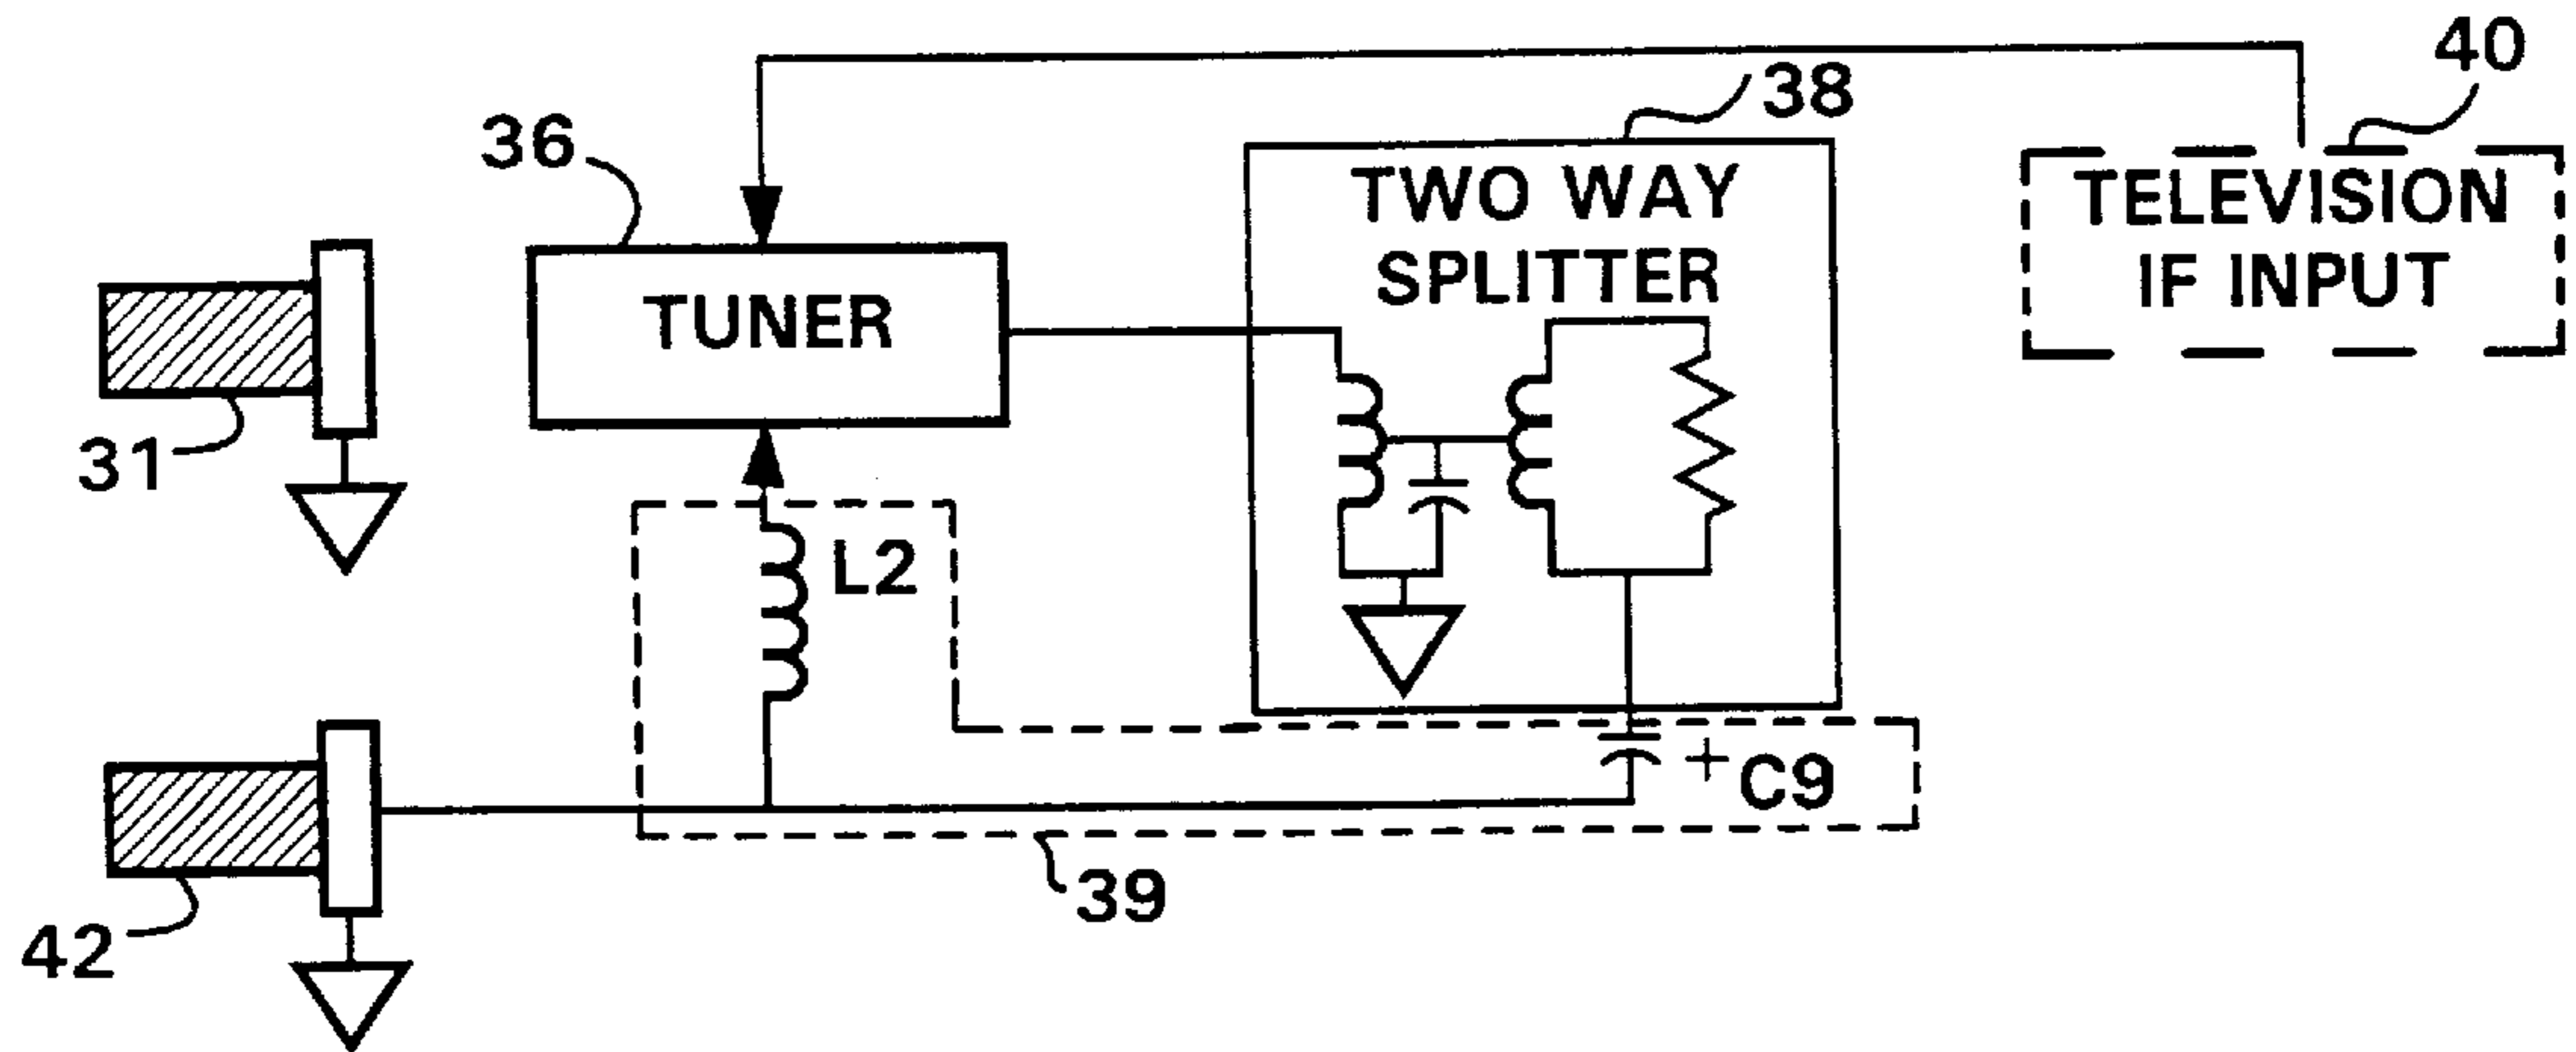 40
38
36
TWO WAY
SPLITTER
TELEVISION
IF INPUT
TUNER
31
L2
+ C9
39
42